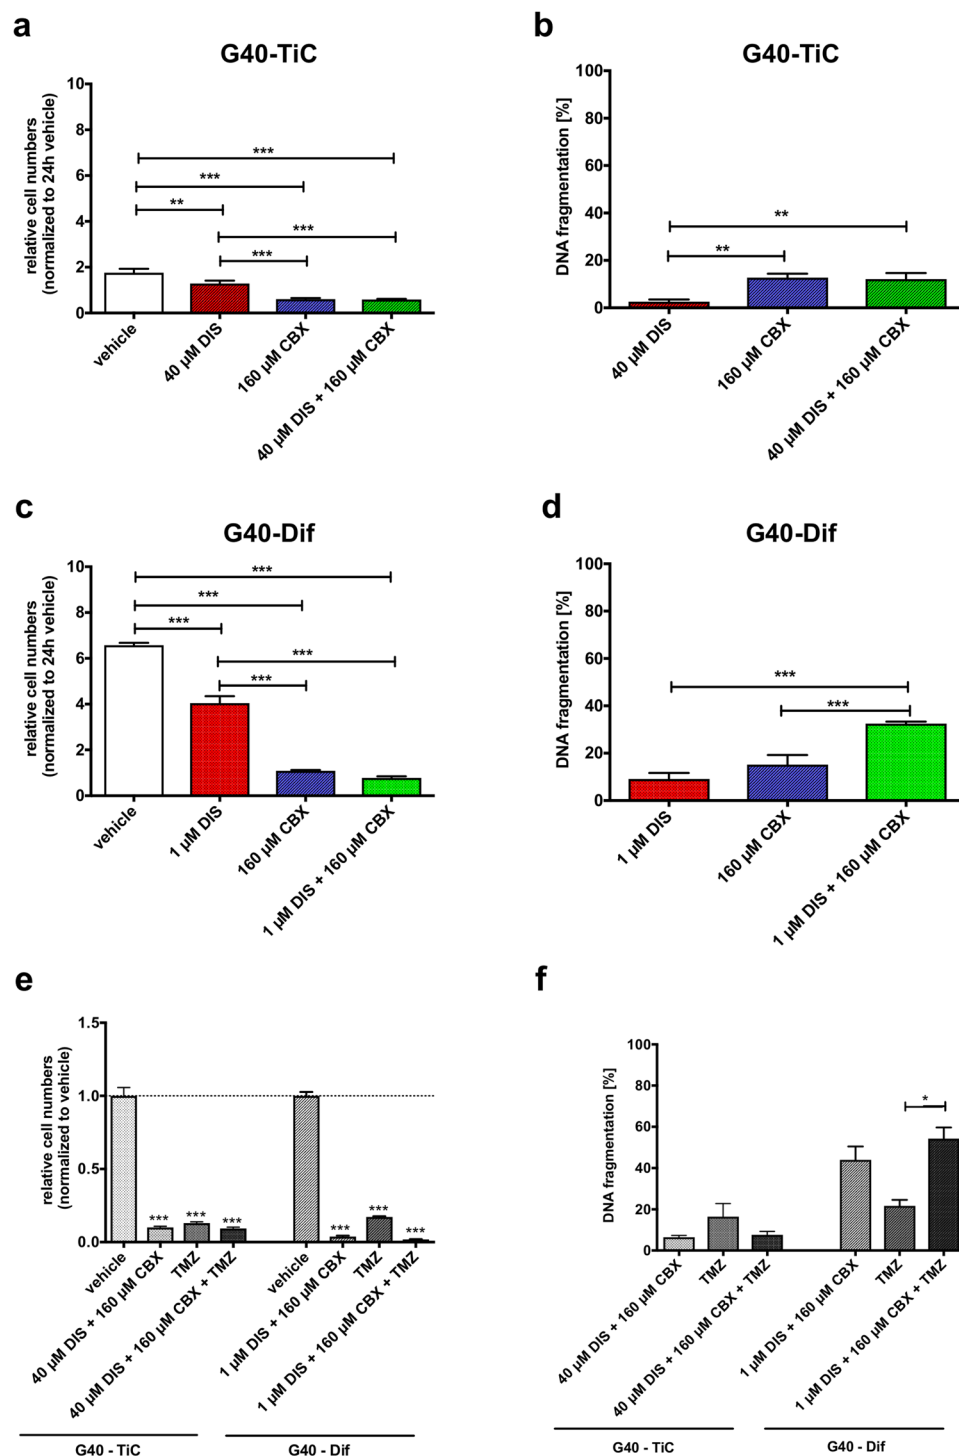 a
G40-TiC
relative cell numbers
(normalized to 24h vehicle)
10
8
6
4
2
0
***
***
**
***
***
vehicle
40 µM DIS
160 µM CBX
40 µM DIS + 160 µM CBX
b
G40-TiC
DNA fragmentation [%]
100
80
60
40
20
0
**
**
40 µM DIS
160 µM CBX
40 µM DIS + 160 µM CBX
c
G40-Dif
relative cell numbers
(normalized to 24h vehicle)
10
8
6
4
2
0
***
***
***
***
***
vehicle
1 µM DIS
160 µM CBX
1 µM DIS + 160 µM CBX
d
G40-Dif
DNA fragmentation [%]
100
80
60
40
20
0
***
***
1 µM DIS
160 µM CBX
1 µM DIS + 160 µM CBX
e
relative cell numbers
(normalized to vehicle)
1.5
1.0
0.5
0.0
***
***
***
***
***
***
vehicle
40 µM DIS + 160 µM CBX
TMZ
40 µM DIS + 160 µM CBX + TMZ
vehicle
1 µM DIS + 160 µM CBX
TMZ
1 µM DIS + 160 µM CBX + TMZ
G40 - TiC
G40 - Dif
f
DNA fragmentation [%]
100
80
60
40
20
0
*
40 µM DIS + 160 µM CBX
TMZ
40 µM DIS + 160 µM CBX + TMZ
1 µM DIS + 160 µM CBX
TMZ
1 µM DIS + 160 µM CBX + TMZ
G40 - TiC
G40 - Dif